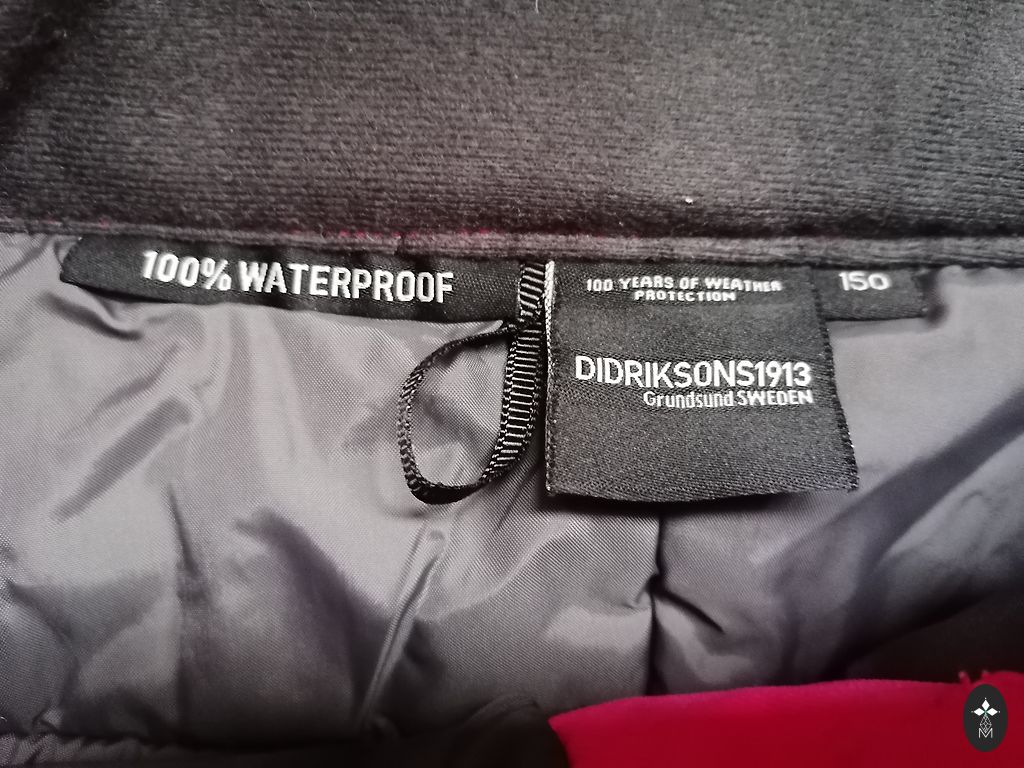 100% WATERPROOF
100 YEARS OF WEATHER
PROTECTION
150
DIDRIKSONS1913
Grundsund SWEDEN
M